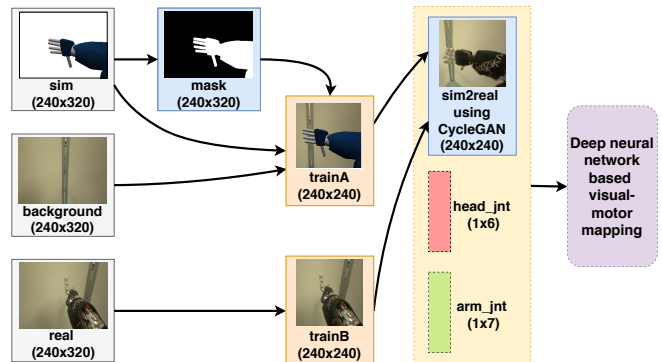 sim
(240x320)
mask
(240x320)
background
(240x320)
trainA
(240x240)
real
(240x320)
trainB
(240x240)
sim2real
using
CycleGAN
(240x240)
head_jnt
(1x6)
arm_jnt
(1x7)
Deep neural
network
based
visual-
motor
mapping